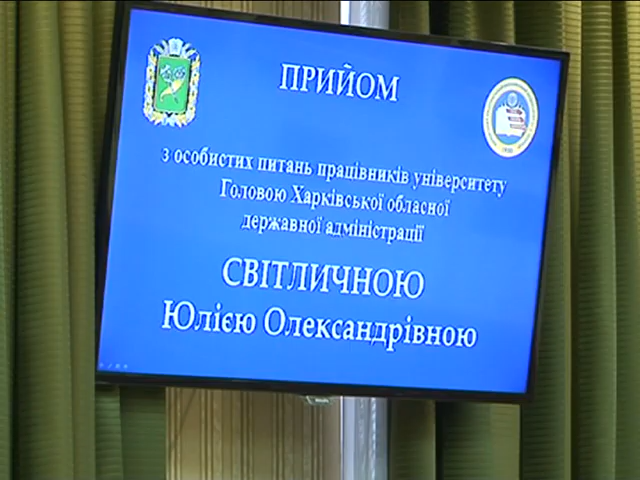 ПРИЙОМ
з особистих питань працівників університету
Головою Харківської обласної
державної адміністрації
СВІТЛИЧНОЮ
Юлією Олександрівною